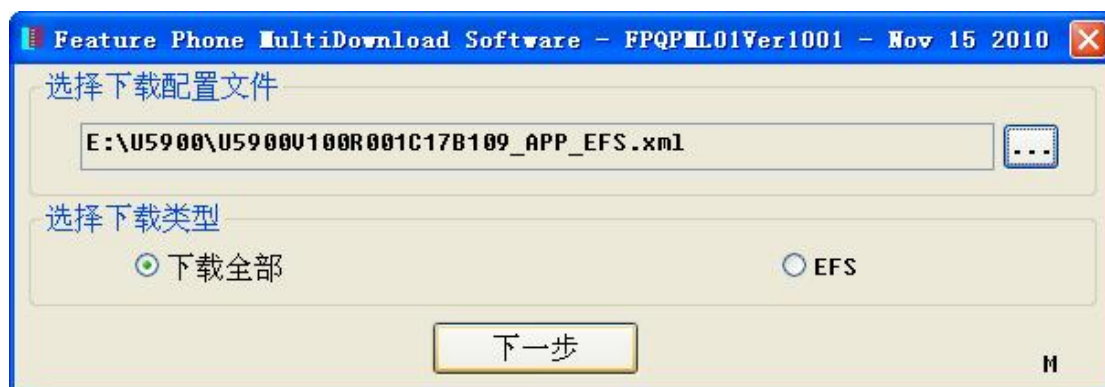 Feature Phone MultiDownload Software - FPQPML01Ver1001 - Nov 15 2010
选择下载配置文件
E:\U5900\U5900V100R001C17B109_APP_EFS.xml
...
选择下载类型
下载全部 EFS
下一步
M